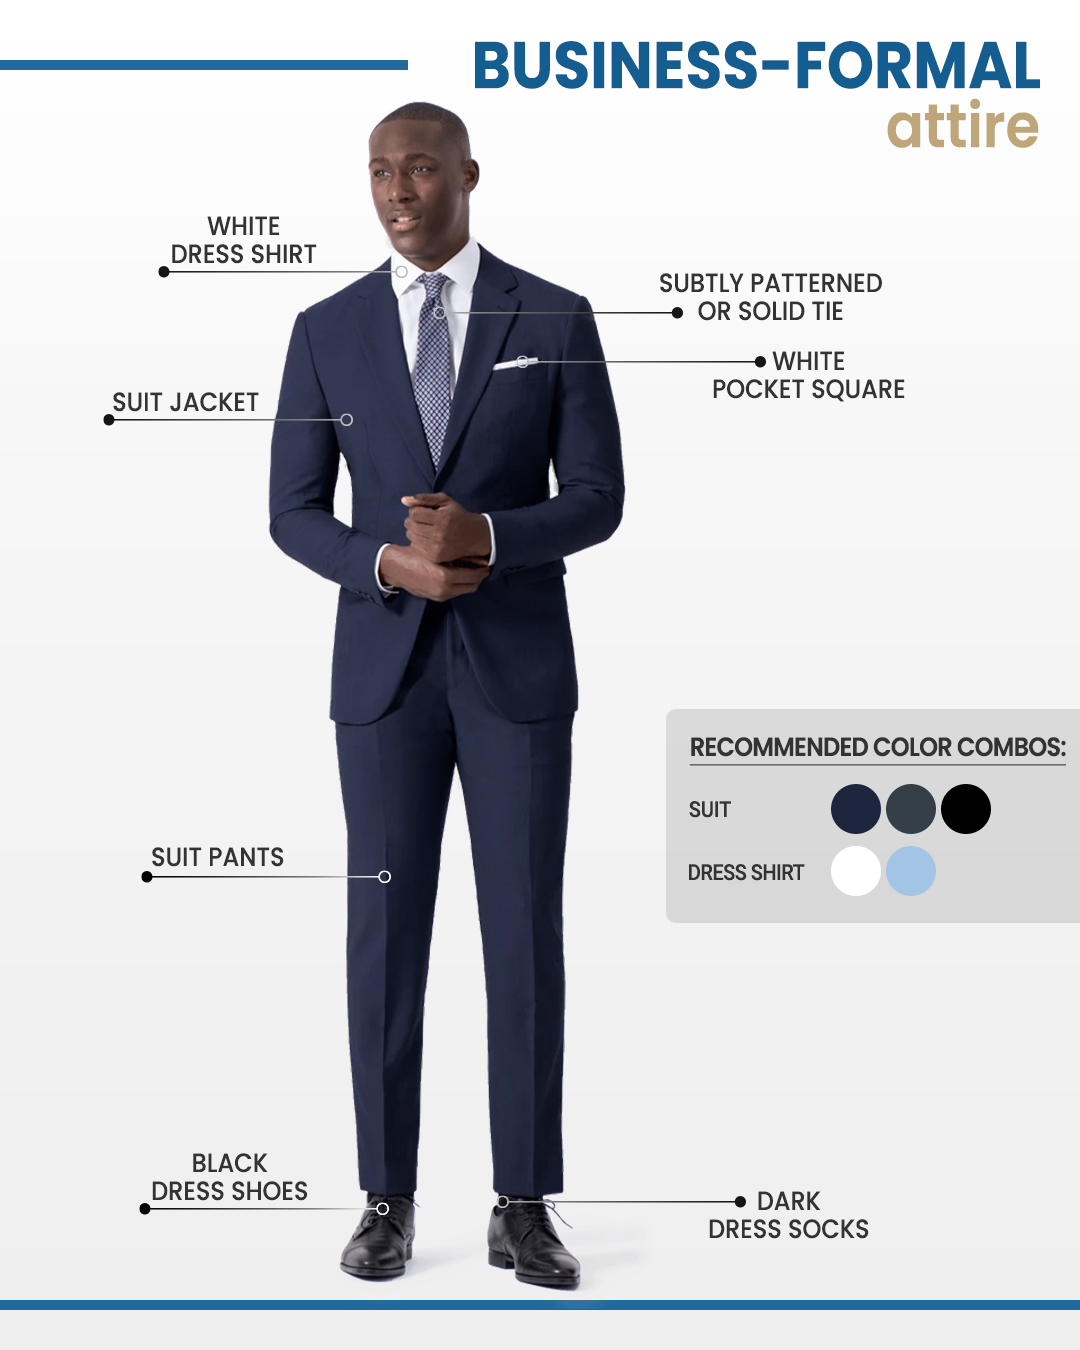 BUSINESS-FORMAL
attire
WHITE
DRESS SHIRT
SUBTLY PATTERNED
OR SOLID TIE
WHITE
POCKET SQUARE
SUIT JACKET
RECOMMENDED COLOR COMBOS:
SUIT
DRESS SHIRT
SUIT PANTS
BLACK
DRESS SHOES
DARK
DRESS SOCKS